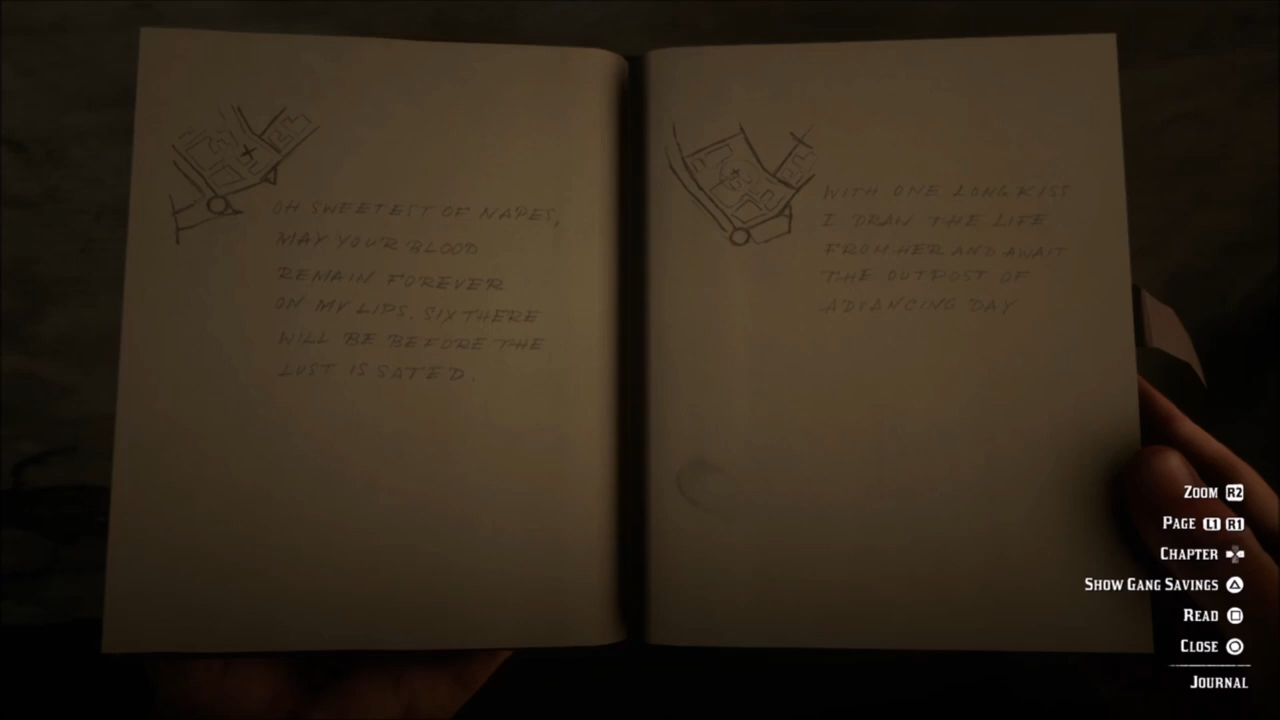 OH SWEETEST OF NAPES,
MAY YOUR BLOOD
REMAIN FOREVER
ON MY LIPS. SIX THERE
WILL BE BEFORE THE
LUST IS SATED.
WITH ONE LONG KISS
I DRAW THE LIFE
FROM HER AND AWAIT
THE OUTPOST OF
ADVANCING DAY
ZOOM R2
PAGE L1 R1
CHAPTER
SHOW GANG SAVINGS
READ
CLOSE
JOURNAL